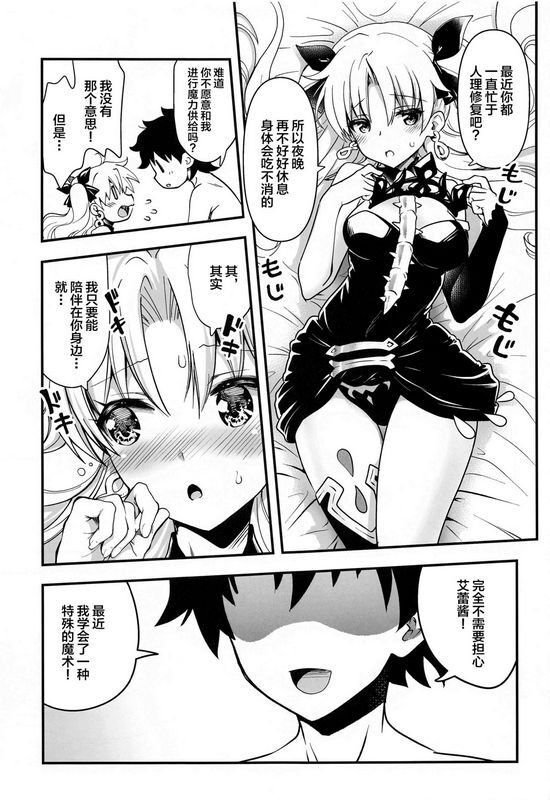 最近你都
一直忙于
人理修复吧?
所以夜晚
再不好好休息
身体会吃不消的
もじ
もじ
もじ
难道
你不愿意和我
进行魔力供给吗?
我没有
那个意思!
但是…
其,
其实
我只要能
陪伴在你身边…
就…
ドキ
ドキ
ドキ
完全不需要担心
艾蕾酱
最近
我学会了一种
特殊的魔术!